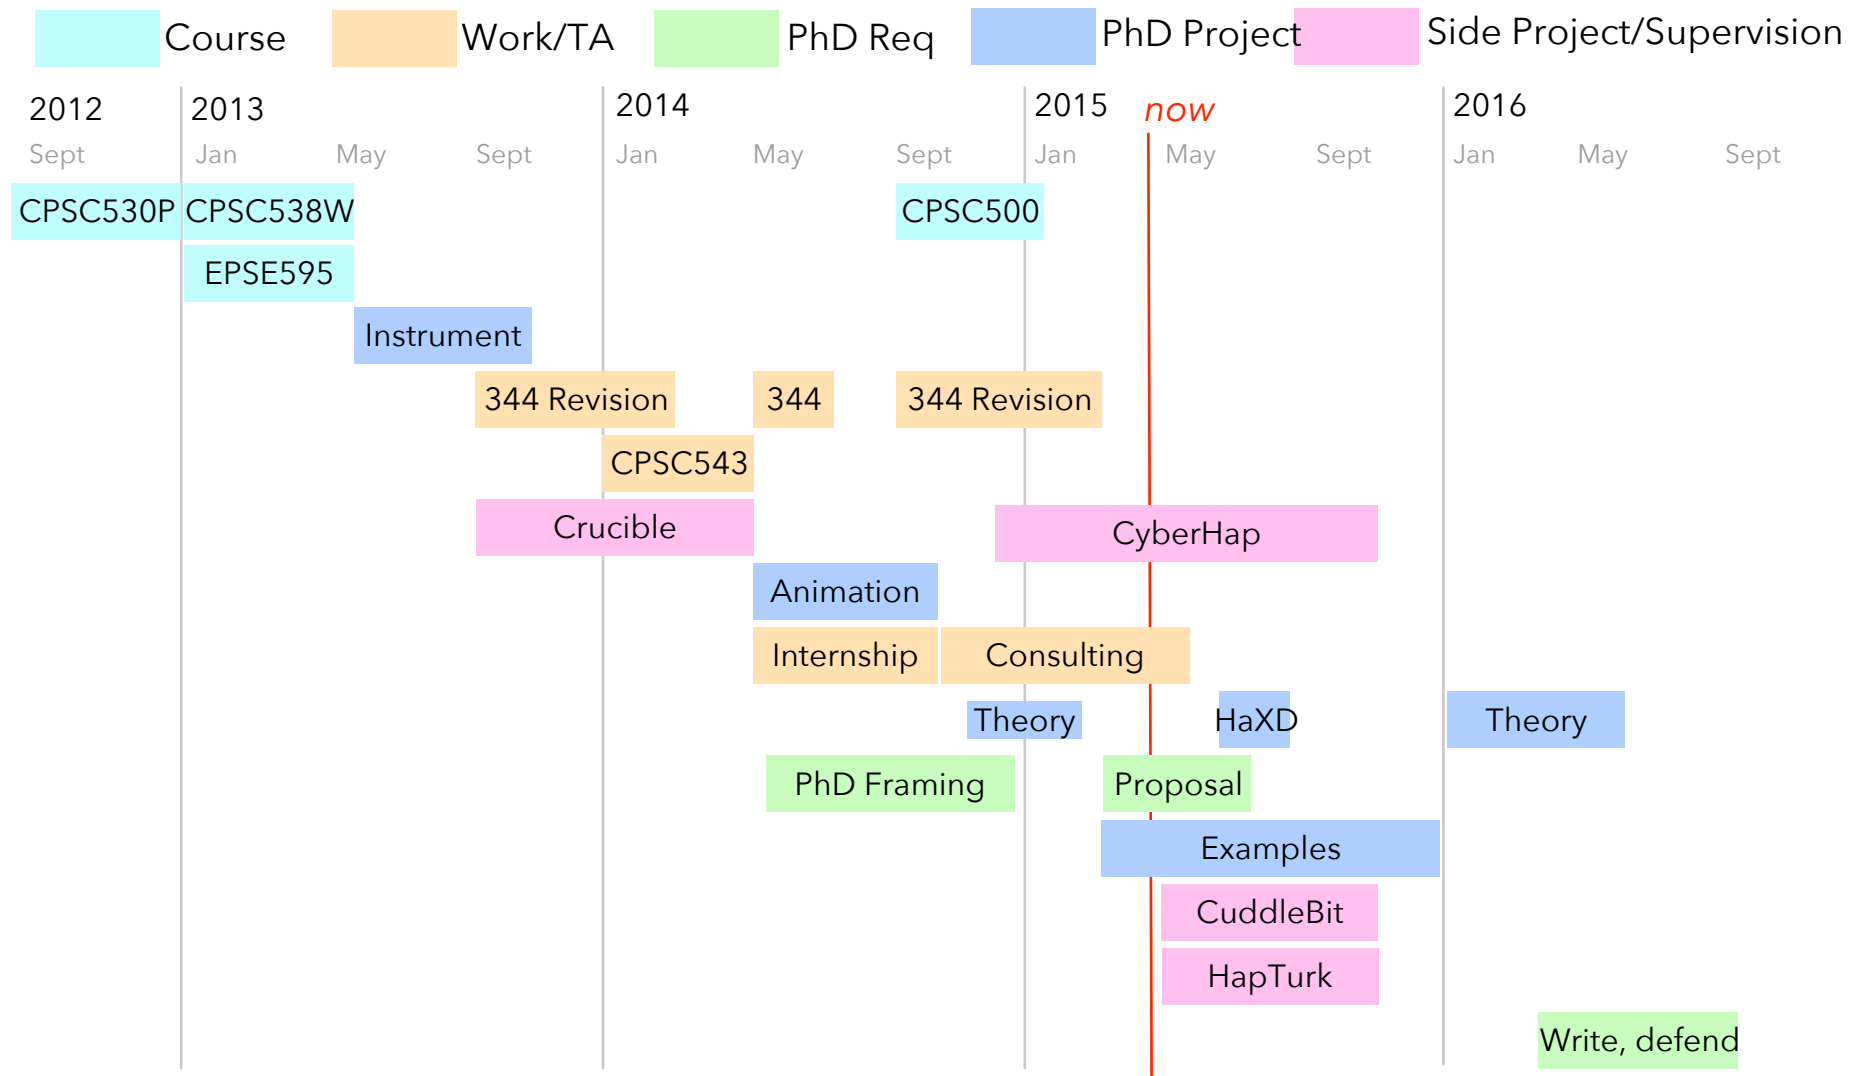 Course Work/TA PhD Req PhD Project Side Project/Supervision
2012 2013 2014 2015 now 2016
Sept Jan May Sept Jan May Sept Jan May Sept Jan May Sept
CPSC530P CPSC538W CPSC500
EPSE595
Instrument
344 Revision 344 344 Revision
CPSC543
Crucible CyberHap
Animation
Internship Consulting
Theory HaXD Theory
PhD Framing Proposal
Examples
CuddleBit
HapTurk
Write, defend